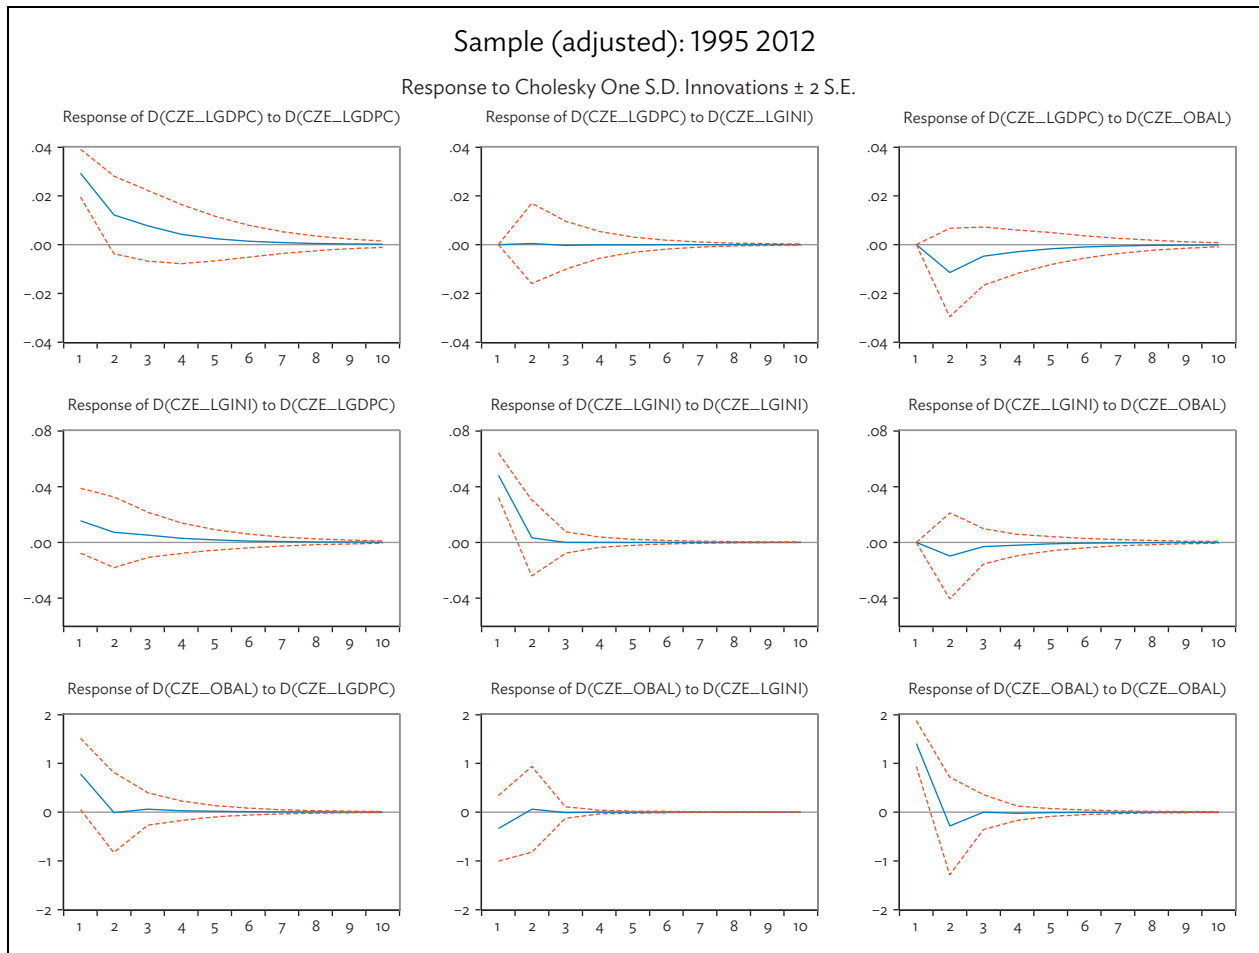 Sample (adjusted): 1995 2012
Response to Cholesky One S.D. Innovations ± 2 S.E.
Response of D(CZE_LGDPC) to D(CZE_LGDPC)
.04
.02
.00
−.02
−.04
1 2 3 4 5 6 7 8 9 10
Response of D(CZE_LGDPC) to D(CZE_LGINI)
.04
.02
.00
−.02
−.04
1 2 3 4 5 6 7 8 9 10
Response of D(CZE_LGDPC) to D(CZE_OBAL)
.04
.02
.00
−.02
−.04
1 2 3 4 5 6 7 8 9 10
Response of D(CZE_LGINI) to D(CZE_LGDPC)
.08
.04
.00
−.04
1 2 3 4 5 6 7 8 9 10
Response of D(CZE_LGINI) to D(CZE_LGINI)
.08
.04
.00
−.04
1 2 3 4 5 6 7 8 9 10
Response of D(CZE_LGINI) to D(CZE_OBAL)
.08
.04
.00
−.04
1 2 3 4 5 6 7 8 9 10
Response of D(CZE_OBAL) to D(CZE_LGDPC)
2
1
0
−1
−2
1 2 3 4 5 6 7 8 9 10
Response of D(CZE_OBAL) to D(CZE_LGINI)
2
1
0
−1
−2
1 2 3 4 5 6 7 8 9 10
Response of D(CZE_OBAL) to D(CZE_OBAL)
2
1
0
−1
−2
1 2 3 4 5 6 7 8 9 10